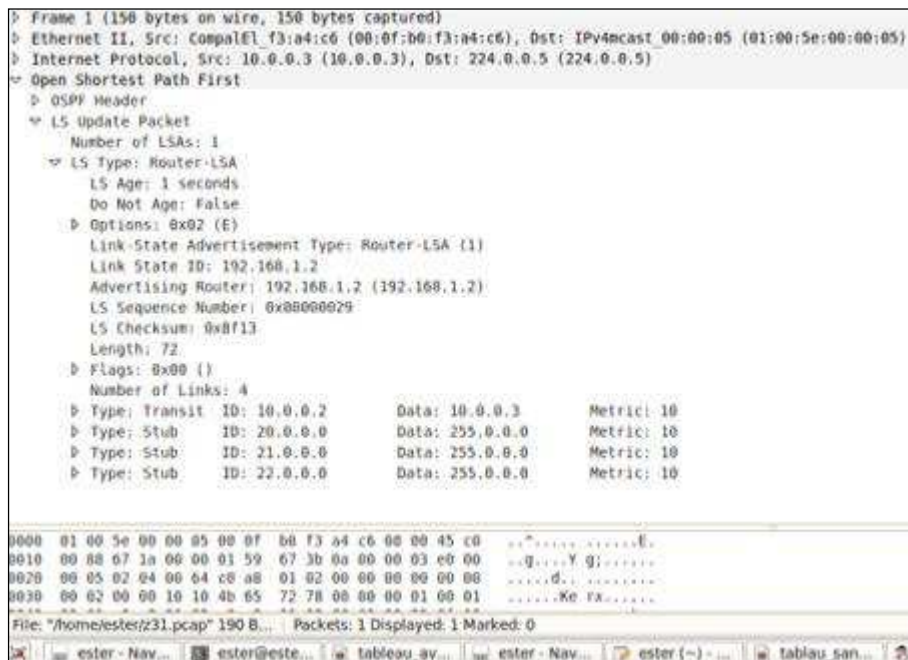 Frame 1 (150 bytes on wire, 150 bytes captured)
Ethernet II, Src: CompalEl_f3:a4:c6 (00:0f:b0:f3:a4:c6), Dst: IPv4mcast_00:00:05 (01:00:5e:00:00:05)
Internet Protocol, Src: 10.0.0.3 (10.0.0.3), Dst: 224.0.0.5 (224.0.0.5)
Open Shortest Path First
OSPF Header
LS Update Packet
Number of LSAs: 1
LS Type: Router-LSA
LS Age: 1 seconds
Do Not Age: False
Options: 0x02 (E)
Link-State Advertisement Type: Router-LSA (1)
Link State ID: 192.168.1.2
Advertising Router: 192.168.1.2 (192.168.1.2)
LS Sequence Number: 0x80000029
LS Checksum: 0x8f13
Length: 72
Flags: 0x00 ()
Number of Links: 4
Type: Transit ID: 10.0.0.2 Data: 10.0.0.3 Metric: 10
Type: Stub ID: 20.0.0.0 Data: 255.0.0.0 Metric: 10
Type: Stub ID: 21.0.0.0 Data: 255.0.0.0 Metric: 10
Type: Stub ID: 22.0.0.0 Data: 255.0.0.0 Metric: 10
0000 01 00 5e 00 00 05 00 0f b0 f3 a4 c6 08 00 45 c0 ..^..... ......E.
0010 00 88 67 1a 00 00 01 59 67 3b 0a 00 00 03 e0 00 ..g....Y g;......
0020 00 05 02 04 00 64 c0 a8 01 02 00 00 00 00 00 00 .....d.. ........
0030 00 02 00 00 10 10 4b 65 72 78 00 00 00 01 00 01 ......Ke rx......
File: "/home/ester/z31.pcap" 190 B... Packets: 1 Displayed: 1 Marked: 0
ester - Nav... ester@este... tableau_av... ester - Nav... ester (~) - ... tablau_san...